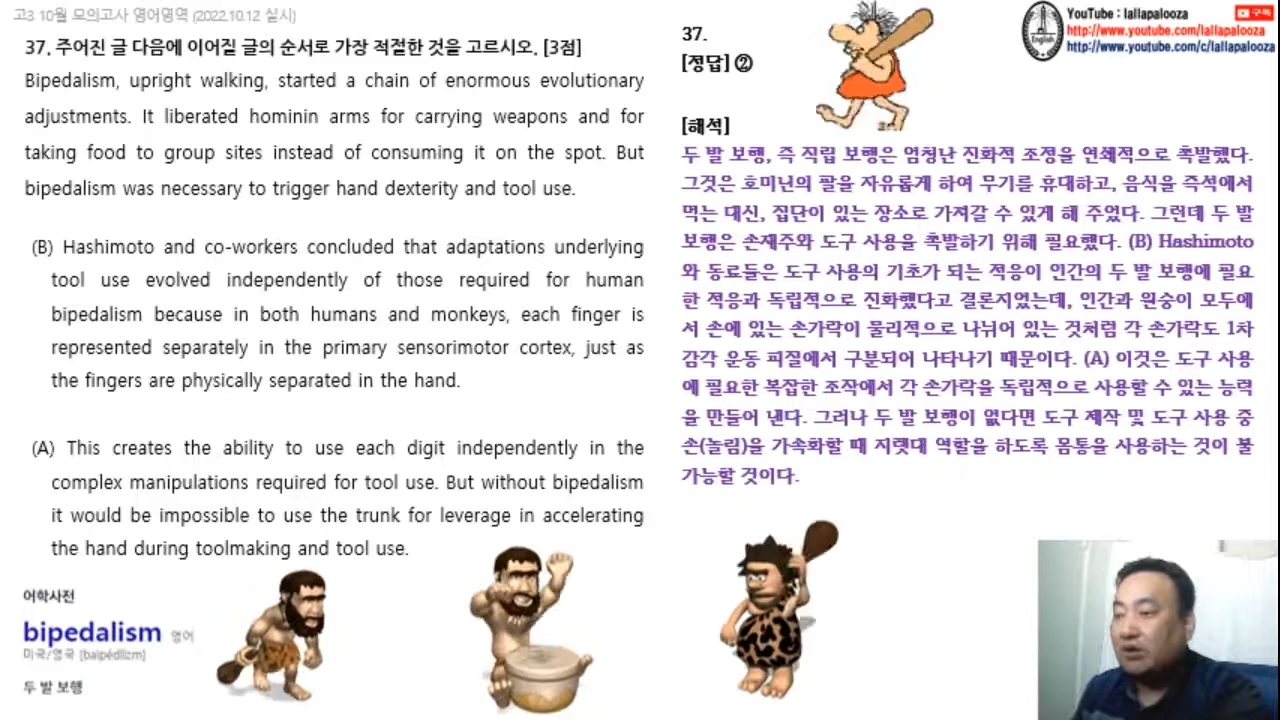 고3 10월 모의고사 영어영역 (2022.10.12 실시)
37. 주어진 글 다음에 이어질 글의 순서로 가장 적절한 것을 고르시오. [3점]
Bipedalism, upright walking, started a chain of enormous evolutionary
adjustments. It liberated hominin arms for carrying weapons and for
taking food to group sites instead of consuming it on the spot. But
bipedalism was necessary to trigger hand dexterity and tool use.
(B) Hashimoto and co-workers concluded that adaptations underlying
tool use evolved independently of those required for human
bipedalism because in both humans and monkeys, each finger is
represented separately in the primary sensorimotor cortex, just as
the fingers are physically separated in the hand.
(A) This creates the ability to use each digit independently in the
complex manipulations required for tool use. But without bipedalism
it would be impossible to use the trunk for leverage in accelerating
the hand during toolmaking and tool use.
어학사전
bipedalism 영어
미국/영국 [baipédlizm]
두 발 보행
37.
[정답] ②
[해석]
두 발 보행, 즉 직립 보행은 엄청난 진화적 조정을 연쇄적으로 촉발했다.
그것은 호미닌의 팔을 자유롭게 하여 무기를 휴대하고, 음식을 즉석에서
먹는 대신, 집단이 있는 장소로 가져갈 수 있게 해 주었다. 그런데 두 발
보행은 손재주와 도구 사용을 촉발하기 위해 필요했다. (B) Hashimoto
와 동료들은 도구 사용의 기초가 되는 적응이 인간의 두 발 보행에 필요
한 적응과 독립적으로 진화했다고 결론지었는데, 인간과 원숭이 모두에
서 손에 있는 손가락이 물리적으로 나뉘어 있는 것처럼 각 손가락도 1차
감각 운동 피질에서 구분되어 나타나기 때문이다. (A) 이것은 도구 사용
에 필요한 복잡한 조작에서 각 손가락을 독립적으로 사용할 수 있는 능력
을 만들어 낸다. 그러나 두 발 보행이 없다면 도구 제작 및 도구 사용 중
손(놀림)을 가속화할 때 지렛대 역할을 하도록 몸통을 사용하는 것이 불
가능할 것이다.
English
YouTube : lallapalooza
구독
http://www.youtube.com/lallapalooza
http://www.youtube.com/c/lallapalooza